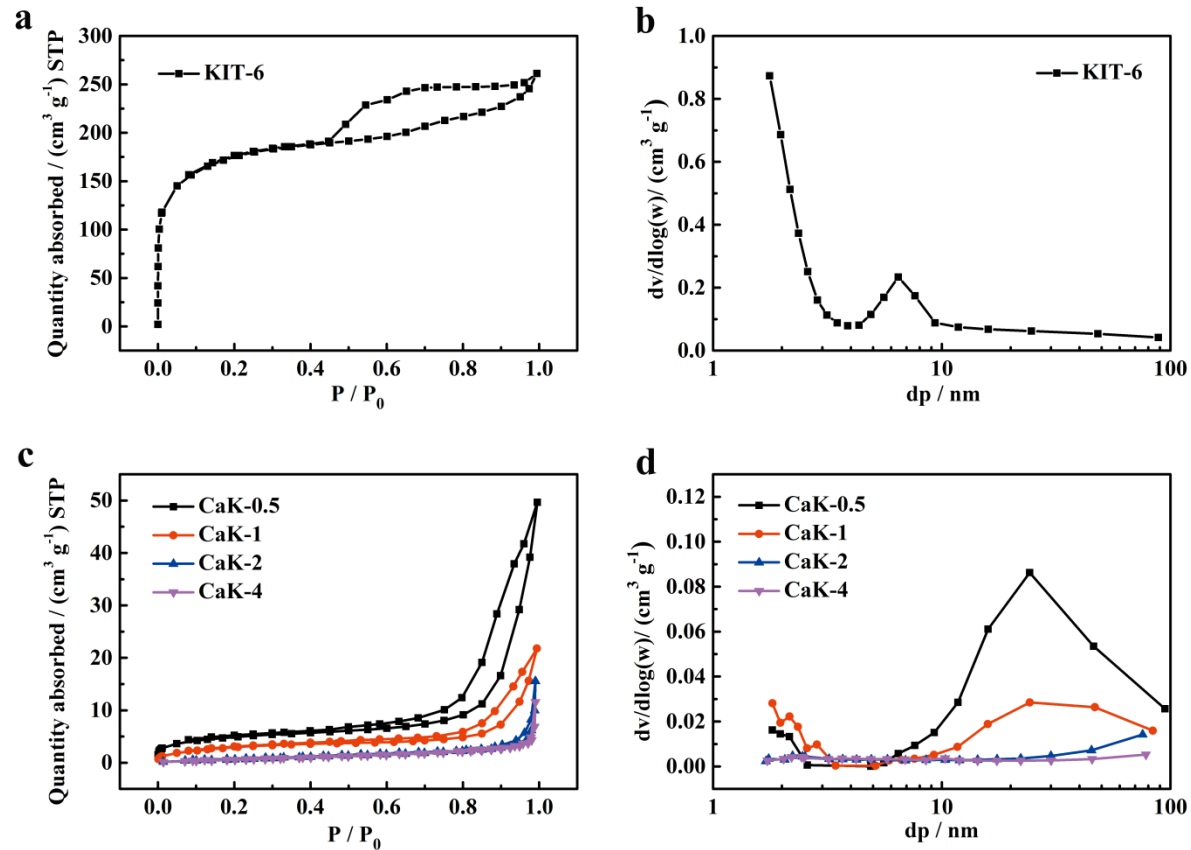 a
Quantity absorbed / (cm³ g⁻¹) STP
300
250
200
150
100
50
0
KIT-6
0.0 0.2 0.4 0.6 0.8 1.0
P / P₀
b
dv/dlog(w)/ (cm³ g⁻¹)
1.0
0.8
0.6
0.4
0.2
0.0
KIT-6
1 10 100
dp / nm
c
Quantity absorbed / (cm³ g⁻¹) STP
50
40
30
20
10
0
CaK-0.5
CaK-1
CaK-2
CaK-4
0.0 0.2 0.4 0.6 0.8 1.0
P / P₀
d
dv/dlog(w)/ (cm³ g⁻¹)
0.12
0.10
0.08
0.06
0.04
0.02
0.00
CaK-0.5
CaK-1
CaK-2
CaK-4
1 10 100
dp / nm